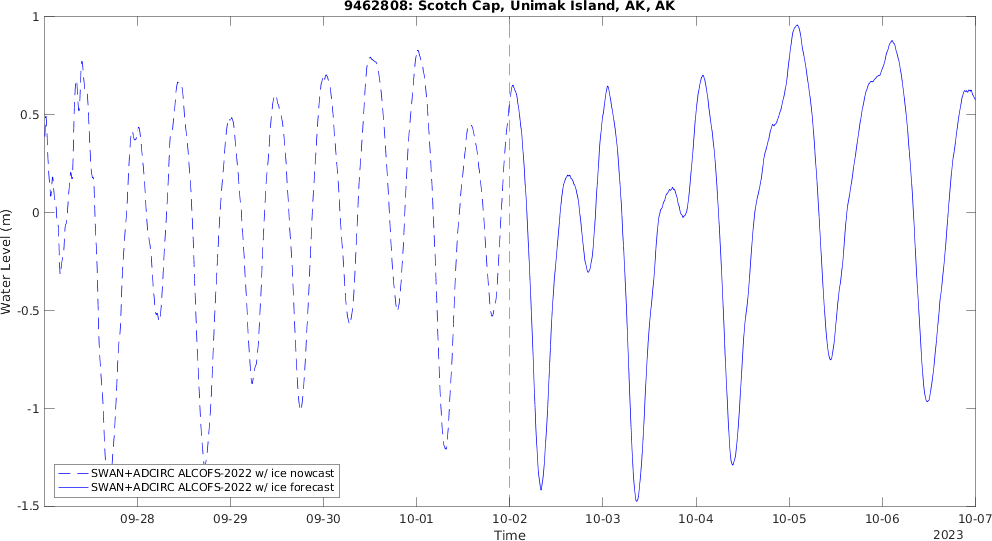 9462808: Scotch Cap, Unimak Island, AK, AK
1
0.5
0
-0.5
-1
-1.5
Water Level (m)
SWAN+ADCIRC ALCOFS-2022 w/ ice nowcast
SWAN+ADCIRC ALCOFS-2022 w/ ice forecast
09-28 09-29 09-30 10-01 10-02 10-03 10-04 10-05 10-06 10-07
Time
2023